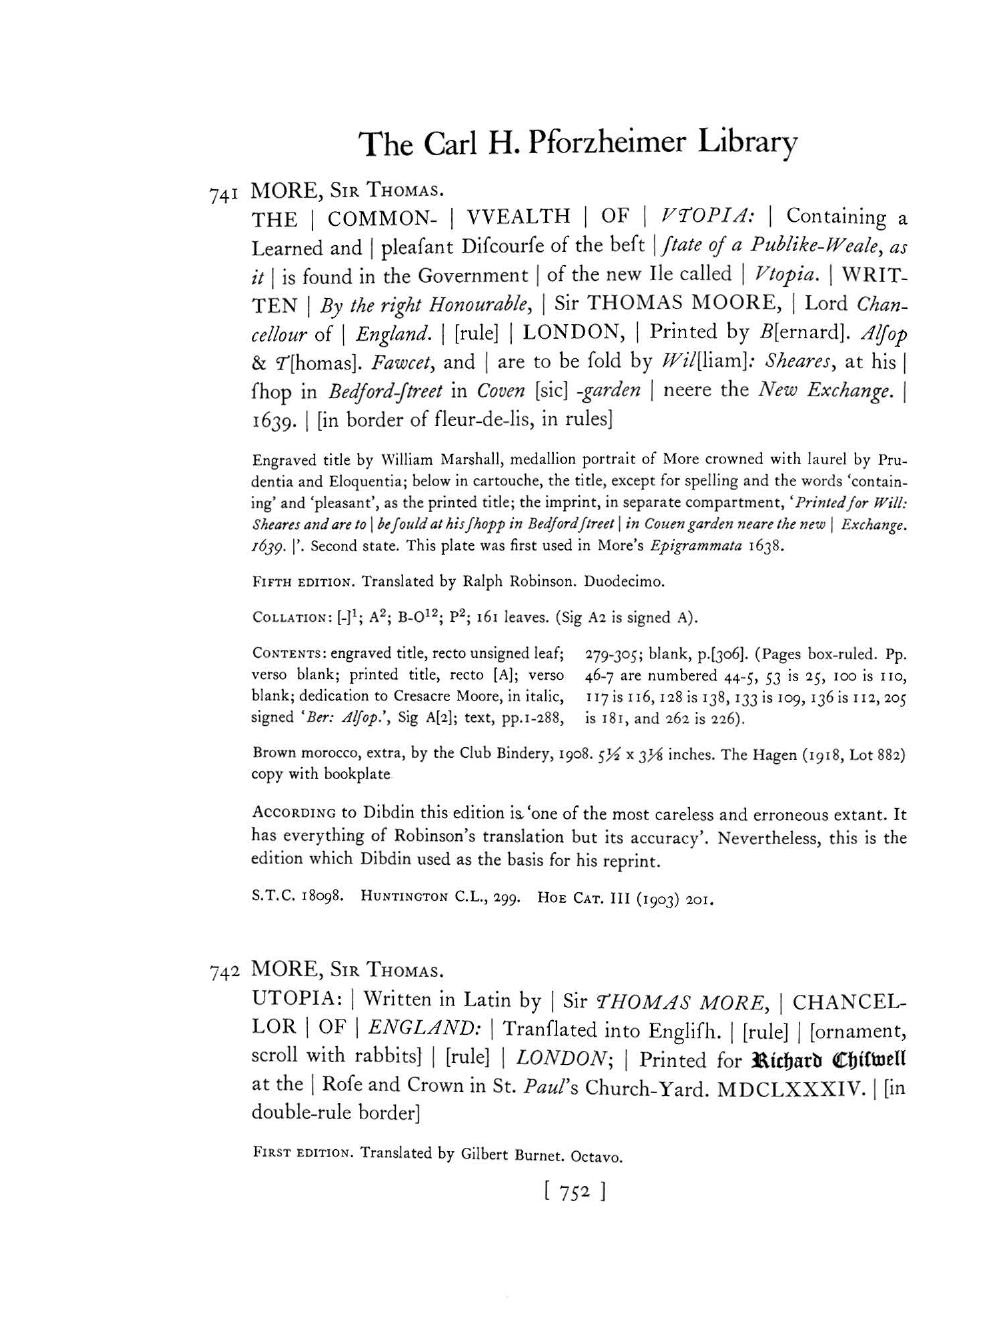 The Carl H. Pforzheimer Library
741 MORE, SIR THOMAS.
THE | COMMON- | VVEALTH | OF | VTOPIA: | Containing a
Learned and | pleaſant Diſcourſe of the beſt | ſtate of a Publike-Weale, as
it | is found in the Government | of the new Ile called | Vtopia. | WRIT-
TEN | By the right Honourable, | Sir THOMAS MOORE, | Lord Chan-
cellour of | England. | [rule] | LONDON, | Printed by B[ernard]. Alſop
& T[homas]. Fawcet, and | are to be ſold by Wil[liam]: Sheares, at his |
ſhop in Bedford-ſtreet in Coven [sic] -garden | neere the New Exchange. |
1639. | [in border of fleur-de-lis, in rules]
Engraved title by William Marshall, medallion portrait of More crowned with laurel by Pru-
dentia and Eloquentia; below in cartouche, the title, except for spelling and the words ‘contain-
ing’ and ‘pleasant’, as the printed title; the imprint, in separate compartment, ‘Printed for Will:
Sheares and are to | be ſould at his ſhopp in Bedford ſtreet | in Couen garden neare the new | Exchange.
1639. |’. Second state. This plate was first used in More’s Epigrammata 1638.
FIFTH EDITION. Translated by Ralph Robinson. Duodecimo.
COLLATION: [-]¹; A²; B-O¹²; P²; 161 leaves. (Sig A2 is signed A).
CONTENTS: engraved title, recto unsigned leaf;
verso blank; printed title, recto [A]; verso
blank; dedication to Cresacre Moore, in italic,
signed ‘Ber: Alſop.’, Sig A[2]; text, pp.1-288,
279-305; blank, p.[306]. (Pages box-ruled. Pp.
46-7 are numbered 44-5, 53 is 25, 100 is 110,
117 is 116, 128 is 138, 133 is 109, 136 is 112, 205
is 181, and 262 is 226).
Brown morocco, extra, by the Club Bindery, 1908. 5½ x 3⅛ inches. The Hagen (1918, Lot 882)
copy with bookplate
ACCORDING to Dibdin this edition is ‘one of the most careless and erroneous extant. It
has everything of Robinson’s translation but its accuracy’. Nevertheless, this is the
edition which Dibdin used as the basis for his reprint.
S.T.C. 18098. HUNTINGTON C.L., 299. HOE CAT. III (1903) 201.
742 MORE, SIR THOMAS.
UTOPIA: | Written in Latin by | Sir THOMAS MORE, | CHANCEL-
LOR | OF | ENGLAND: | Tranſlated into Engliſh. | [rule] | [ornament,
scroll with rabbits] | [rule] | LONDON; | Printed for Richard Chiſwell
at the | Roſe and Crown in St. Paul’s Church-Yard. MDCLXXXIV. | [in
double-rule border]
FIRST EDITION. Translated by Gilbert Burnet. Octavo.
[ 752 ]